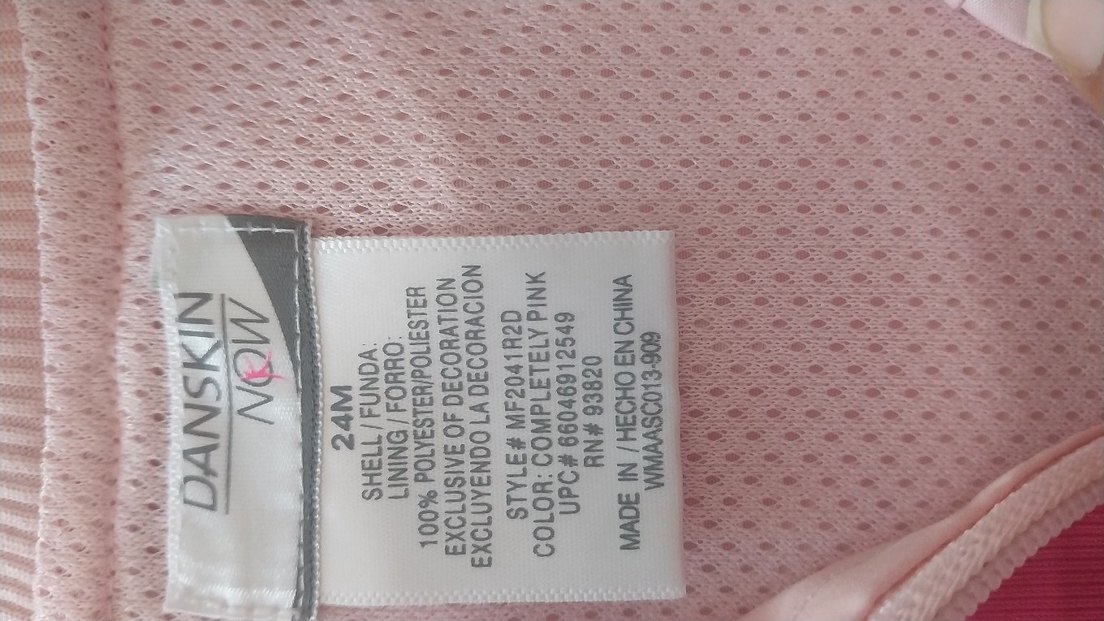 DANSKIN
NOW
24M
SHELL / FUNDA:
LINING / FORRO:
100% POLYESTER/POLIESTER
EXCLUSIVE OF DECORATION
EXCLUYENDO LA DECORACION
STYLE# MF2041R2D
COLOR: COMPLETELY PINK
UPC# 66046912549
RN# 93820
MADE IN / HECHO EN CHINA
WMAASC013-909